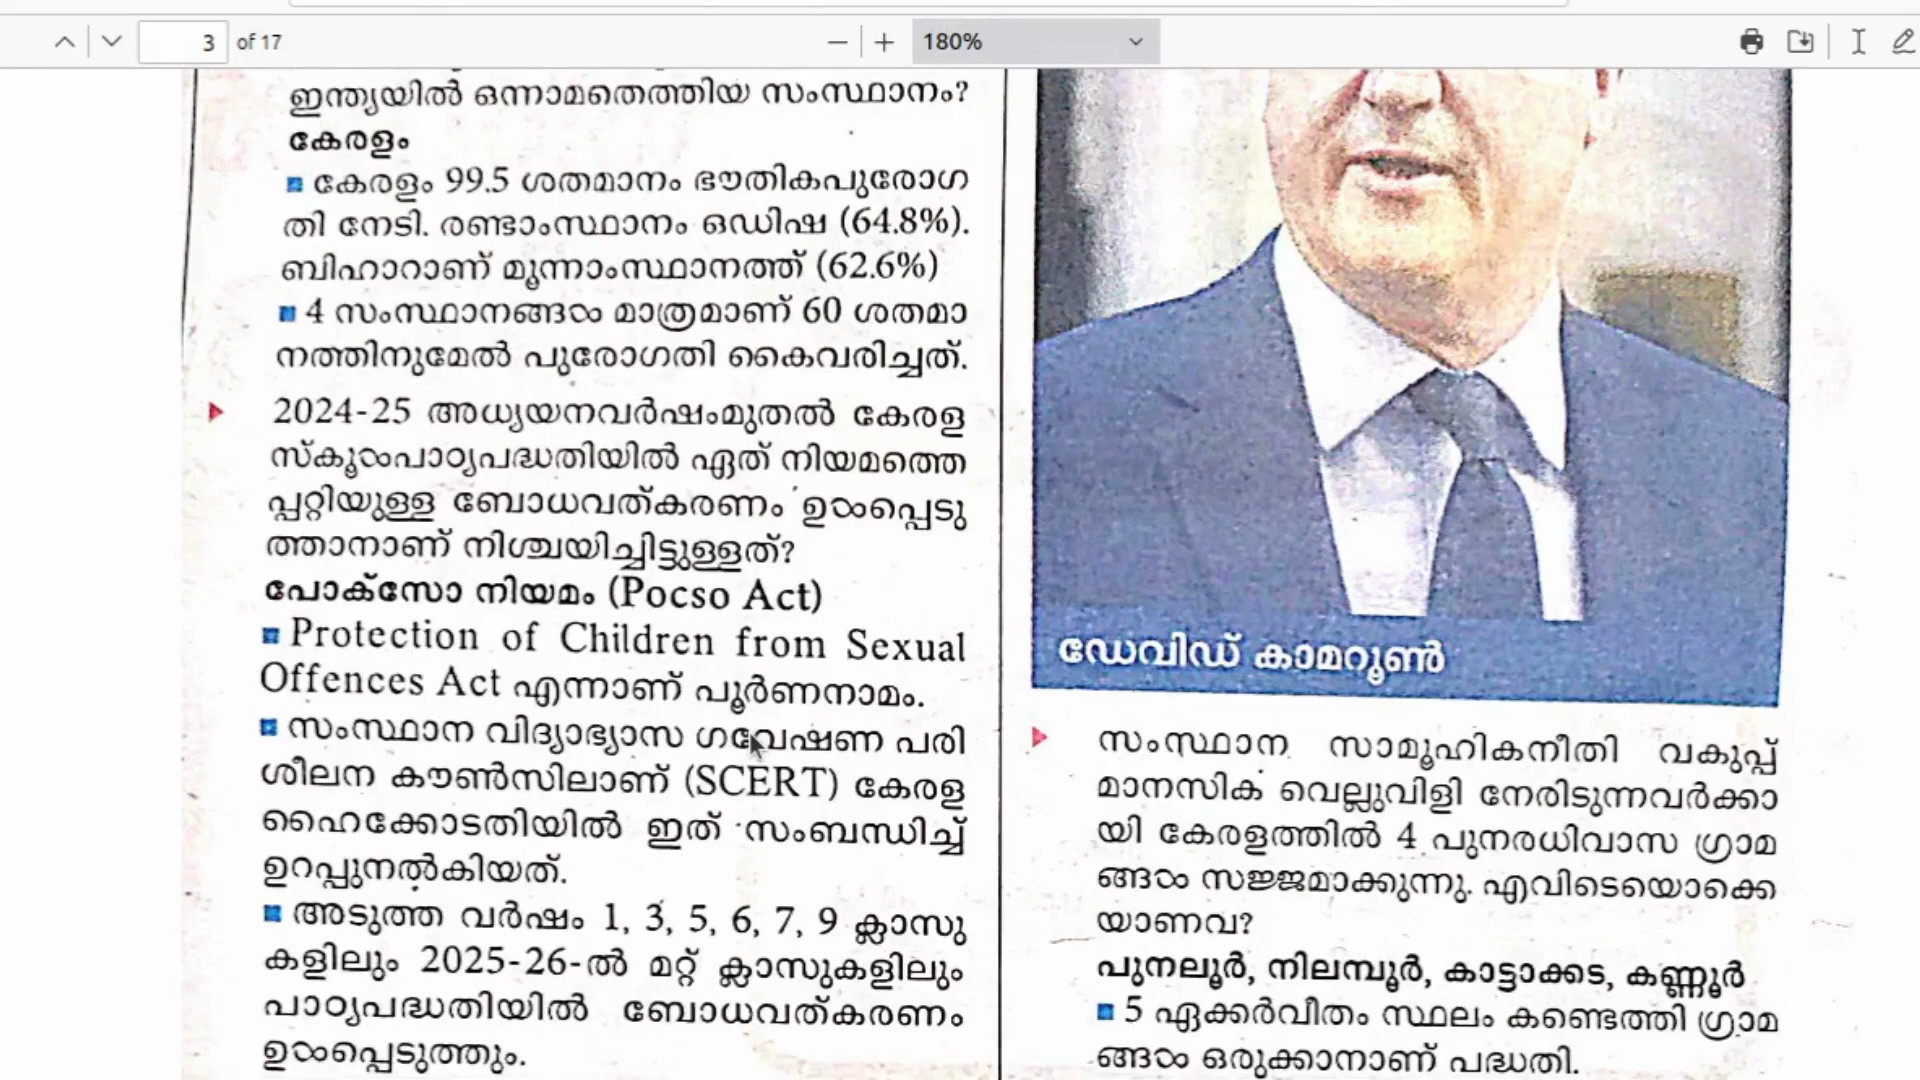 3 of 17
180%
ഇന്ത്യയിൽ ഒന്നാമതെത്തിയ സംസ്ഥാനം?
കേരളം
കേരളം 99.5 ശതമാനം ഭൗതികപുരോഗ
തി നേടി. രണ്ടാംസ്ഥാനം ഒഡിഷ (64.8%).
ബിഹാറാണ് മൂന്നാംസ്ഥാനത്ത് (62.6%)
4 സംസ്ഥാനങ്ങൾ മാത്രമാണ് 60 ശതമാ
നത്തിനുമേൽ പുരോഗതി കൈവരിച്ചത്.
2024-25 അധ്യയനവർഷംമുതൽ കേരള
സ്കൂൾപാഠ്യപദ്ധതിയിൽ ഏത് നിയമത്തെ
പ്പറ്റിയുള്ള ബോധവത്കരണം ഉൾപ്പെടു
ത്താനാണ് നിശ്ചയിച്ചിട്ടുള്ളത്?
പോക്സോ നിയമം (Pocso Act)
Protection of Children from Sexual
Offences Act എന്നാണ് പൂർണനാമം.
സംസ്ഥാന വിദ്യാഭ്യാസ ഗവേഷണ പരി
ശീലന കൗൺസിലാണ് (SCERT) കേരള
ഹൈക്കോടതിയിൽ ഇത് സംബന്ധിച്ച്
ഉറപ്പുനൽകിയത്.
അടുത്ത വർഷം 1, 3, 5, 6, 7, 9 ക്ലാസു
കളിലും 2025-26-ൽ മറ്റ് ക്ലാസുകളിലും
പാഠ്യപദ്ധതിയിൽ ബോധവത്കരണം
ഉൾപ്പെടുത്തും.
ഡേവിഡ് കാമറൂൺ
സംസ്ഥാന സാമൂഹികനീതി വകുപ്പ്
മാനസിക വെല്ലുവിളി നേരിടുന്നവർക്കാ
യി കേരളത്തിൽ 4 പുനരധിവാസ ഗ്രാമ
ങ്ങൾ സജ്ജമാക്കുന്നു. എവിടെയൊക്കെ
യാണവ?
പുനലൂർ, നിലമ്പൂർ, കാട്ടാക്കട, കണ്ണൂർ
5 ഏക്കർവീതം സ്ഥലം കണ്ടെത്തി ഗ്രാമ
ങ്ങൾ ഒരുക്കാനാണ് പദ്ധതി.